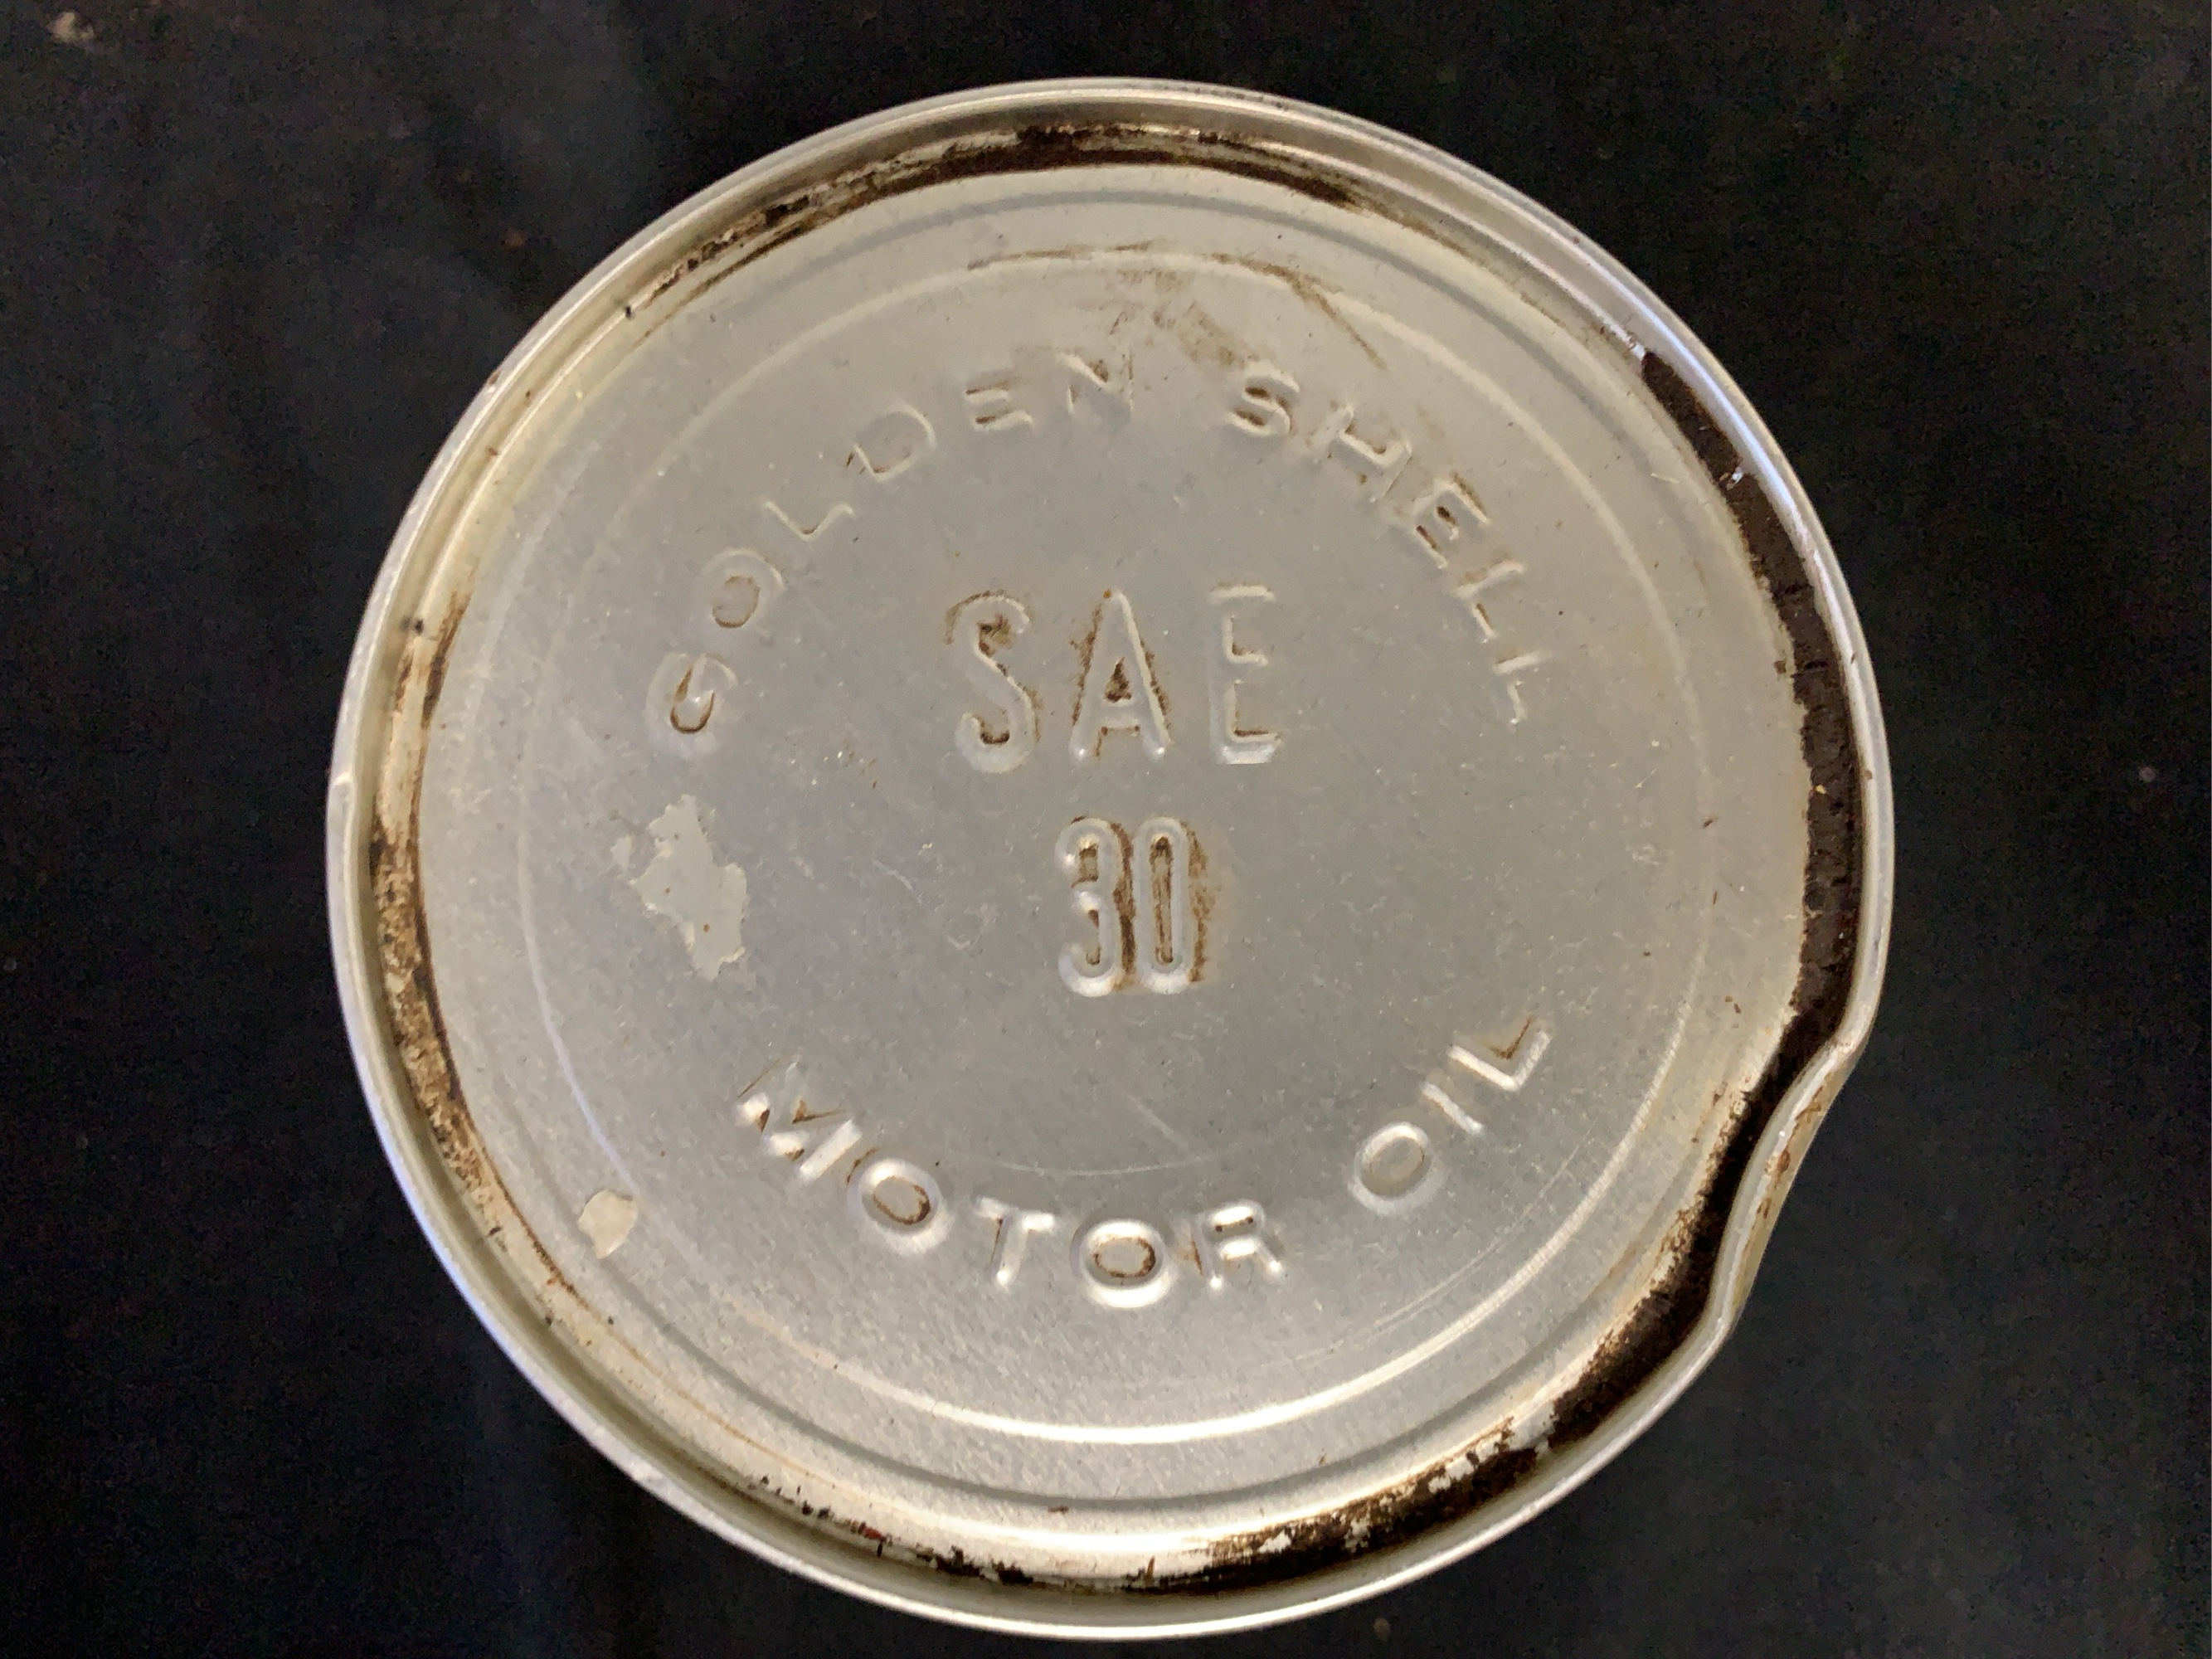 GOLDEN SHELL
SAE
30
MOTOR OIL